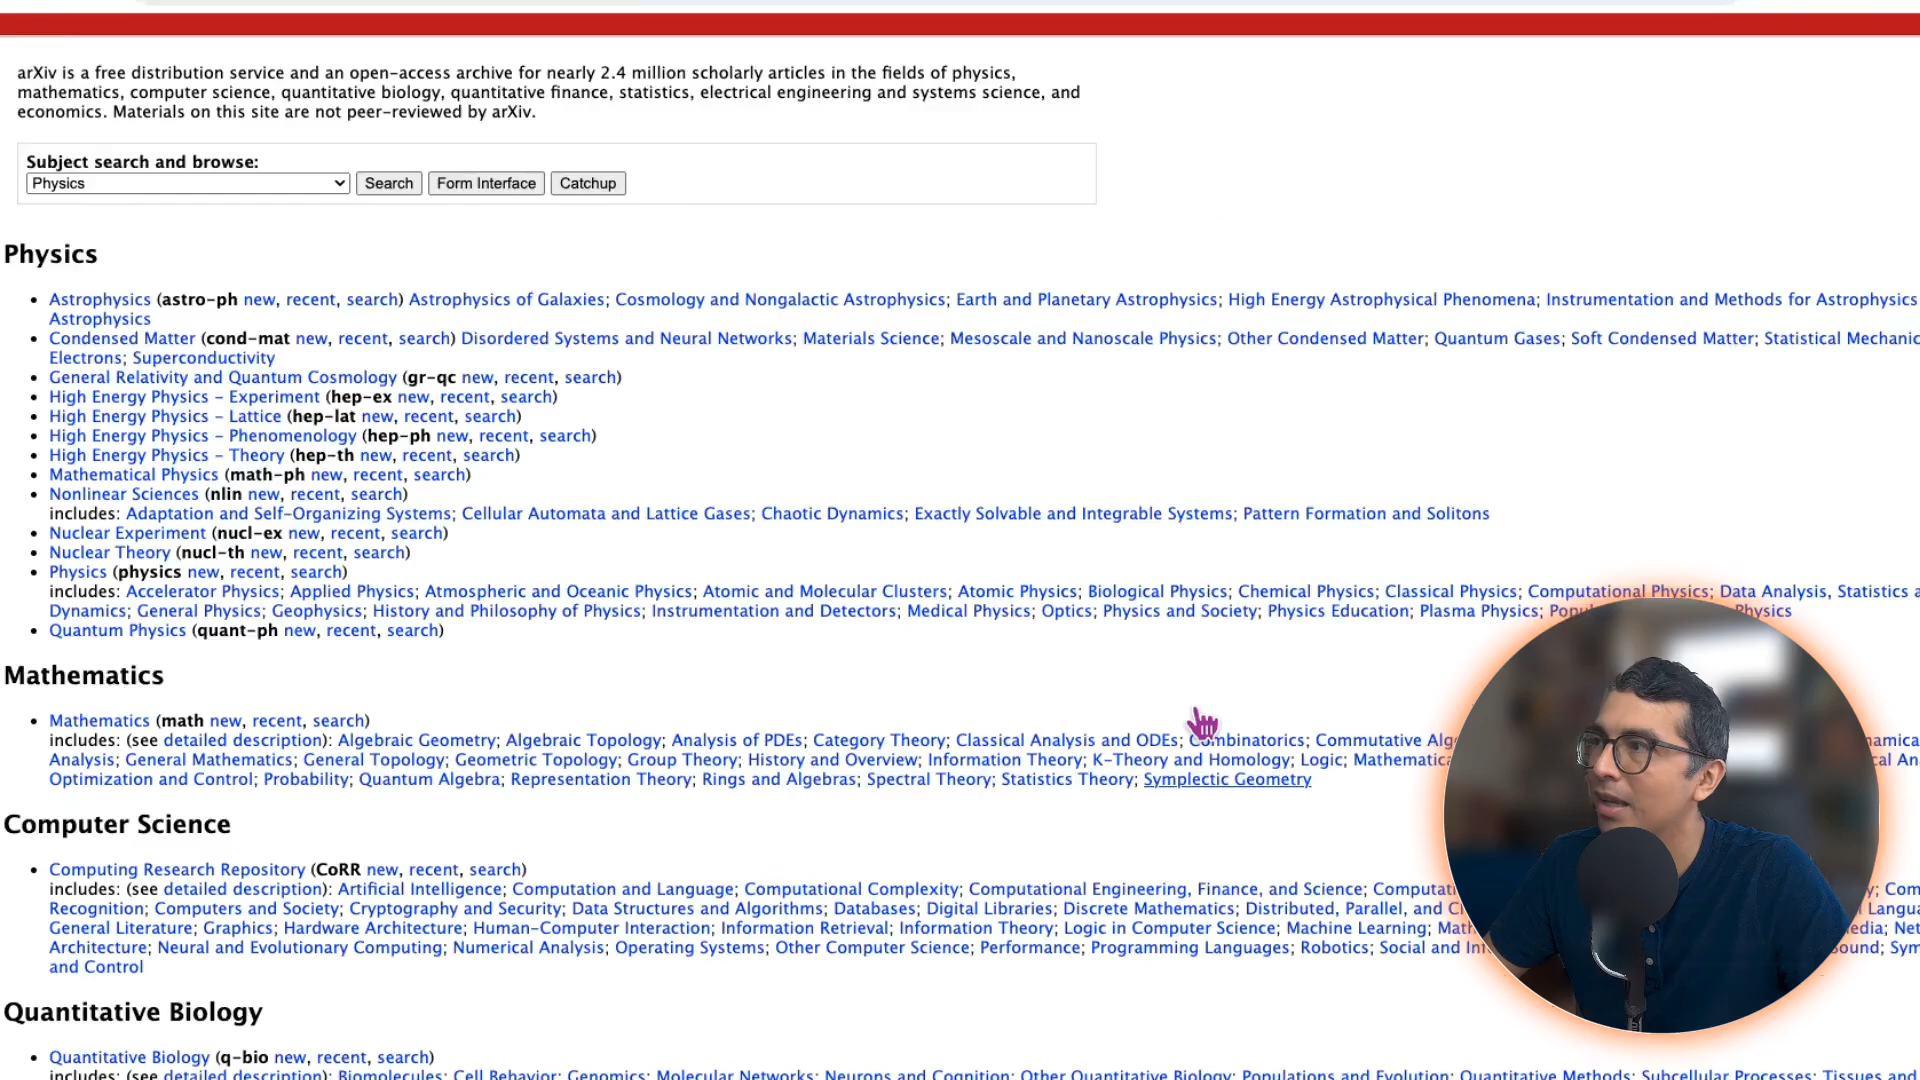 arXiv is a free distribution service and an open-access archive for nearly 2.4 million scholarly articles in the fields of physics,
mathematics, computer science, quantitative biology, quantitative finance, statistics, electrical engineering and systems science, and
economics. Materials on this site are not peer-reviewed by arXiv.
Subject search and browse:
Physics Search Form Interface Catchup
Physics
• Astrophysics (astro-ph new, recent, search) Astrophysics of Galaxies; Cosmology and Nongalactic Astrophysics; Earth and Planetary Astrophysics; High Energy Astrophysical Phenomena; Instrumentation and Methods for Astrophysics
Astrophysics
• Condensed Matter (cond-mat new, recent, search) Disordered Systems and Neural Networks; Materials Science; Mesoscale and Nanoscale Physics; Other Condensed Matter; Quantum Gases; Soft Condensed Matter; Statistical Mechanic
Electrons; Superconductivity
• General Relativity and Quantum Cosmology (gr-qc new, recent, search)
• High Energy Physics - Experiment (hep-ex new, recent, search)
• High Energy Physics - Lattice (hep-lat new, recent, search)
• High Energy Physics - Phenomenology (hep-ph new, recent, search)
• High Energy Physics - Theory (hep-th new, recent, search)
• Mathematical Physics (math-ph new, recent, search)
• Nonlinear Sciences (nlin new, recent, search)
includes: Adaptation and Self-Organizing Systems; Cellular Automata and Lattice Gases; Chaotic Dynamics; Exactly Solvable and Integrable Systems; Pattern Formation and Solitons
• Nuclear Experiment (nucl-ex new, recent, search)
• Nuclear Theory (nucl-th new, recent, search)
• Physics (physics new, recent, search)
includes: Accelerator Physics; Applied Physics; Atmospheric and Oceanic Physics; Atomic and Molecular Clusters; Atomic Physics; Biological Physics; Chemical Physics; Classical Physics; Computational Physics; Data Analysis, Statistics a
Dynamics; General Physics; Geophysics; History and Philosophy of Physics; Instrumentation and Detectors; Medical Physics; Optics; Physics and Society; Physics Education; Plasma Physics; Physics
• Quantum Physics (quant-ph new, recent, search)
Mathematics
• Mathematics (math new, recent, search)
includes: (see detailed description): Algebraic Geometry; Algebraic Topology; Analysis of PDEs; Category Theory; Classical Analysis and ODEs; Combinatorics; Commutative
Analysis; General Mathematics; General Topology; Geometric Topology; Group Theory; History and Overview; Information Theory; K-Theory and Homology; Logic;
Optimization and Control; Probability; Quantum Algebra; Representation Theory; Rings and Algebras; Spectral Theory; Statistics Theory; Symplectic Geometry
Computer Science
• Computing Research Repository (CoRR new, recent, search)
includes: (see detailed description): Artificial Intelligence; Computation and Language; Computational Complexity; Computational Engineering, Finance, and Science;
Recognition; Computers and Society; Cryptography and Security; Data Structures and Algorithms; Databases; Digital Libraries; Discrete Mathematics; Distributed, Parallel, and
General Literature; Graphics; Hardware Architecture; Human-Computer Interaction; Information Retrieval; Information Theory; Logic in Computer Science; Machine Learning;
Architecture; Neural and Evolutionary Computing; Numerical Analysis; Operating Systems; Other Computer Science; Performance; Programming Languages; Robotics; Social and
and Control
Quantitative Biology
• Quantitative Biology (q-bio new, recent, search)
includes: (see detailed description): Biomolecules; Cell Behavior; Genomics; Molecular Networks; Neurons and Cognition; Other Quantitative Biology; Populations and Evolution; Quantitative Methods; Subcellular Processes; Tissues and